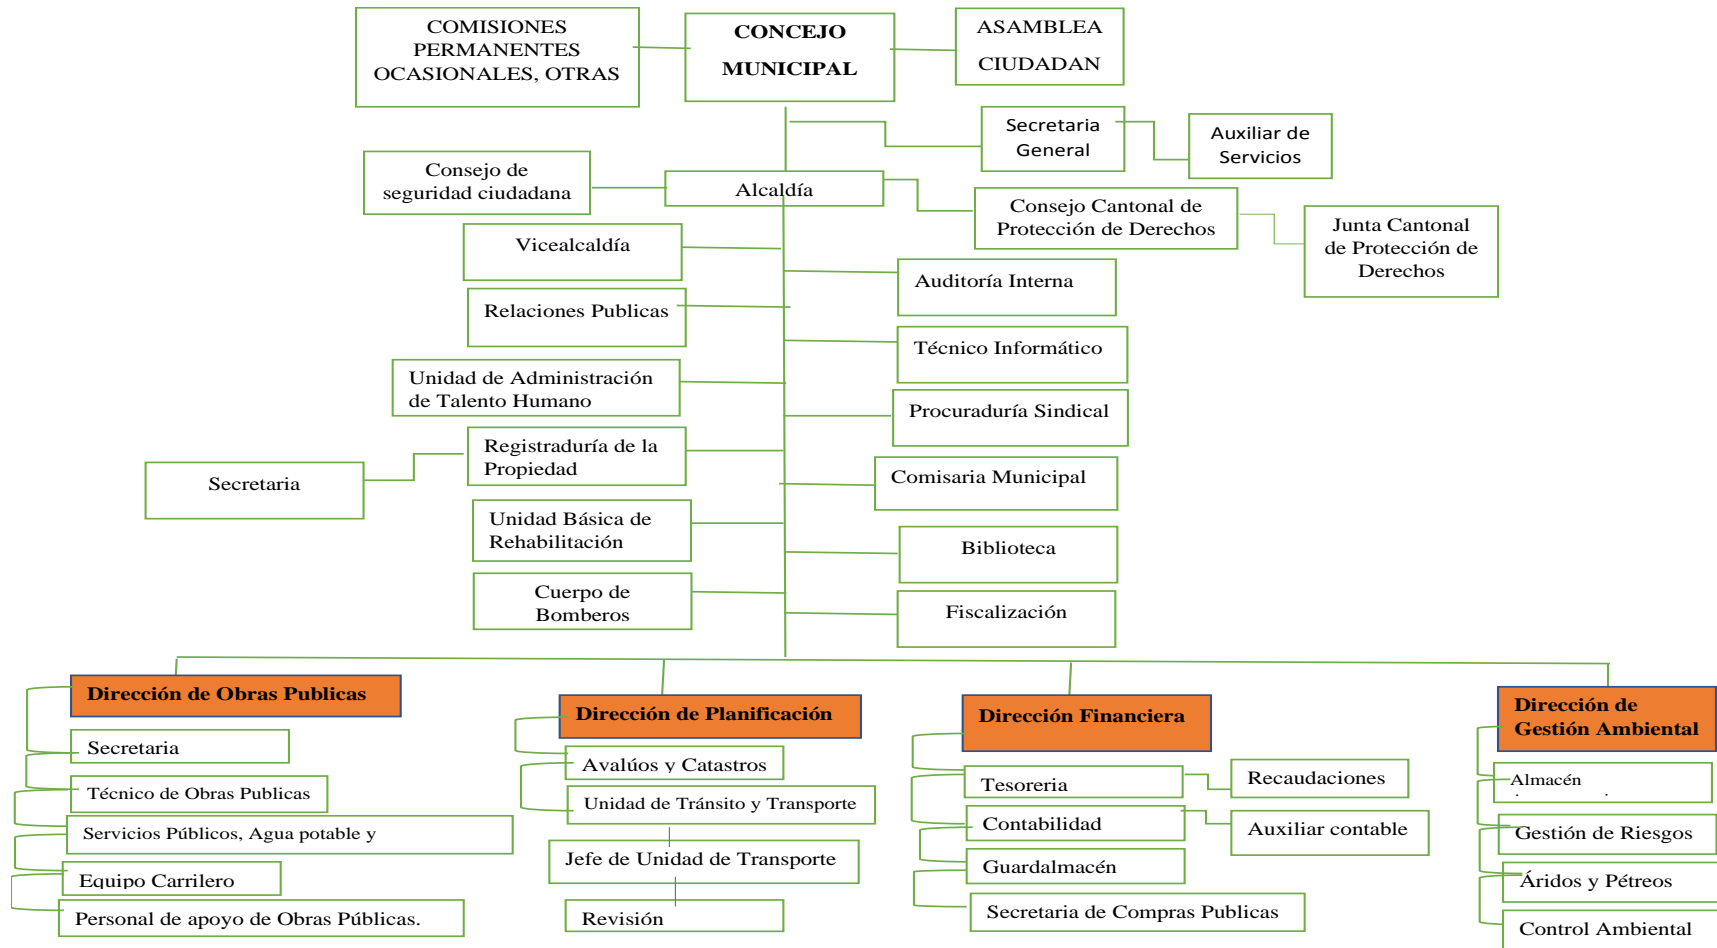 COMISIONES
PERMANENTES
OCASIONALES, OTRAS
CONCEJO
MUNICIPAL
ASAMBLEA
CIUDADAN
Secretaria
General
Auxiliar de
Servicios
Consejo de
seguridad ciudadana
Alcaldía
Consejo Cantonal de
Protección de Derechos
Junta Cantonal
de Protección de
Derechos
Vicealcaldía
Auditoría Interna
Relaciones Publicas
Técnico Informático
Unidad de Administración
de Talento Humano
Procuraduría Sindical
Registraduría de la
Propiedad
Secretaria
Comisaria Municipal
Unidad Básica de
Rehabilitación
Biblioteca
Cuerpo de
Bomberos
Fiscalización
Dirección de Obras Publicas
Secretaria
Técnico de Obras Publicas
Servicios Públicos, Agua potable y
Equipo Carrilero
Personal de apoyo de Obras Públicas.
Dirección de Planificación
Avalúos y Catastros
Unidad de Tránsito y Transporte
Jefe de Unidad de Transporte
Revisión
Dirección Financiera
Tesoreria
Recaudaciones
Contabilidad
Auxiliar contable
Guardalmacén
Secretaria de Compras Publicas
Dirección de
Gestión Ambiental
Almacén
Gestión de Riesgos
Áridos y Pétreos
Control Ambiental